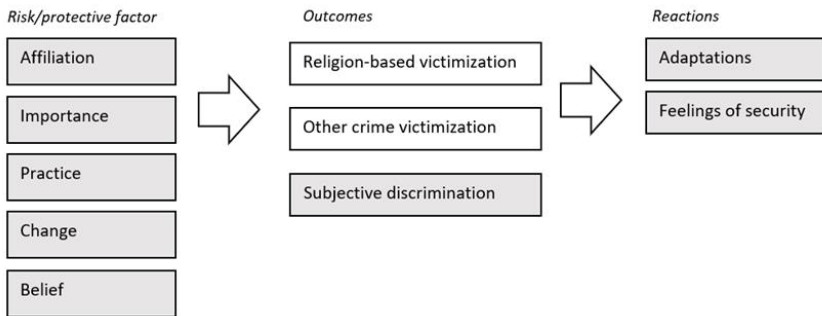 Risk/protective factor
Affiliation
Importance
Practice
Change
Belief
Outcomes
Religion-based victimization
Other crime victimization
Subjective discrimination
Reactions
Adaptations
Feelings of security